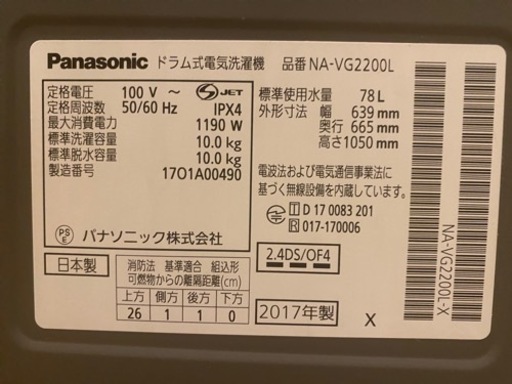 Panasonic ドラム式電気洗濯機 品番 NA-VG2200L
定格電圧 100 V ～
定格周波数 50/60 Hz
最大消費電力 1190 W
標準洗濯容量 10.0 kg
標準脱水容量 10.0 kg
製造番号 17O1A00490
S JET
IPX4
PS E パナソニック株式会社
日本製
消防法 基準適合 組込形
可燃物からの離隔距離(cm)
上方 側方 後方 下方
26 1 1 0
標準使用水量 78 L
外形寸法 幅 639 mm
奥行 665 mm
高さ 1050 mm
電波法および電気通信事業法に
基づく無線設備を内蔵しています。
T D 17 0083 201
R 017-170006
2.4DS/OF4
2017年製 X
NA-VG2200L-X